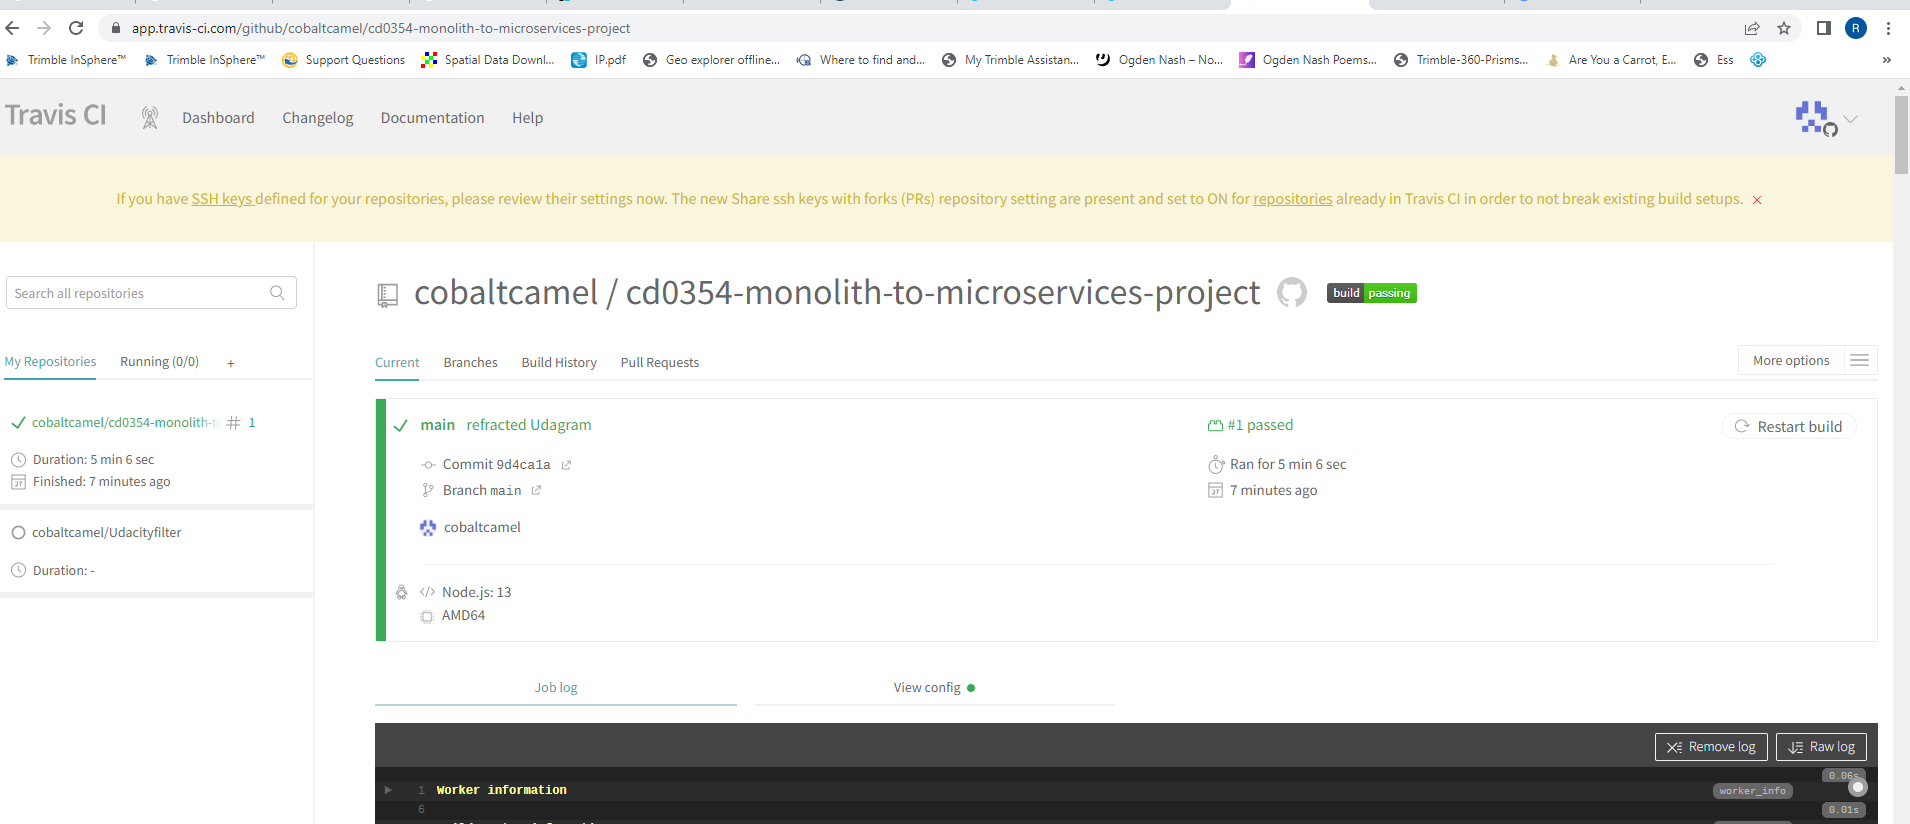 app.travis-ci.com/github/cobaltcamel/cd0354-monolith-to-microservices-project
R
Trimble InSphere™ Trimble InSphere™ Support Questions Spatial Data Downl... IP.pdf Geo explorer offline... Where to find and... My Trimble Assistan... Ogden Nash – No... Ogden Nash Poems... Trimble-360-Prisms... Are You a Carrot, E... Ess »
Travis CI Dashboard Changelog Documentation Help
If you have SSH keys defined for your repositories, please review their settings now. The new Share ssh keys with forks (PRs) repository setting are present and set to ON for repositories already in Travis CI in order to not break existing build setups. ×
Search all repositories
cobaltcamel / cd0354-monolith-to-microservices-project build passing
My Repositories Running (0/0) +
Current Branches Build History Pull Requests More options
cobaltcamel/cd0354-monolith-t # 1
Duration: 5 min 6 sec
Finished: 7 minutes ago
cobaltcamel/Udacityfilter
Duration: -
main refracted Udagram #1 passed Restart build
Commit 9d4ca1a Ran for 5 min 6 sec
Branch main 7 minutes ago
cobaltcamel
Node.js: 13
AMD64
Job log View config
Remove log Raw log
0.06s
1 Worker information worker_info
6 0.01s